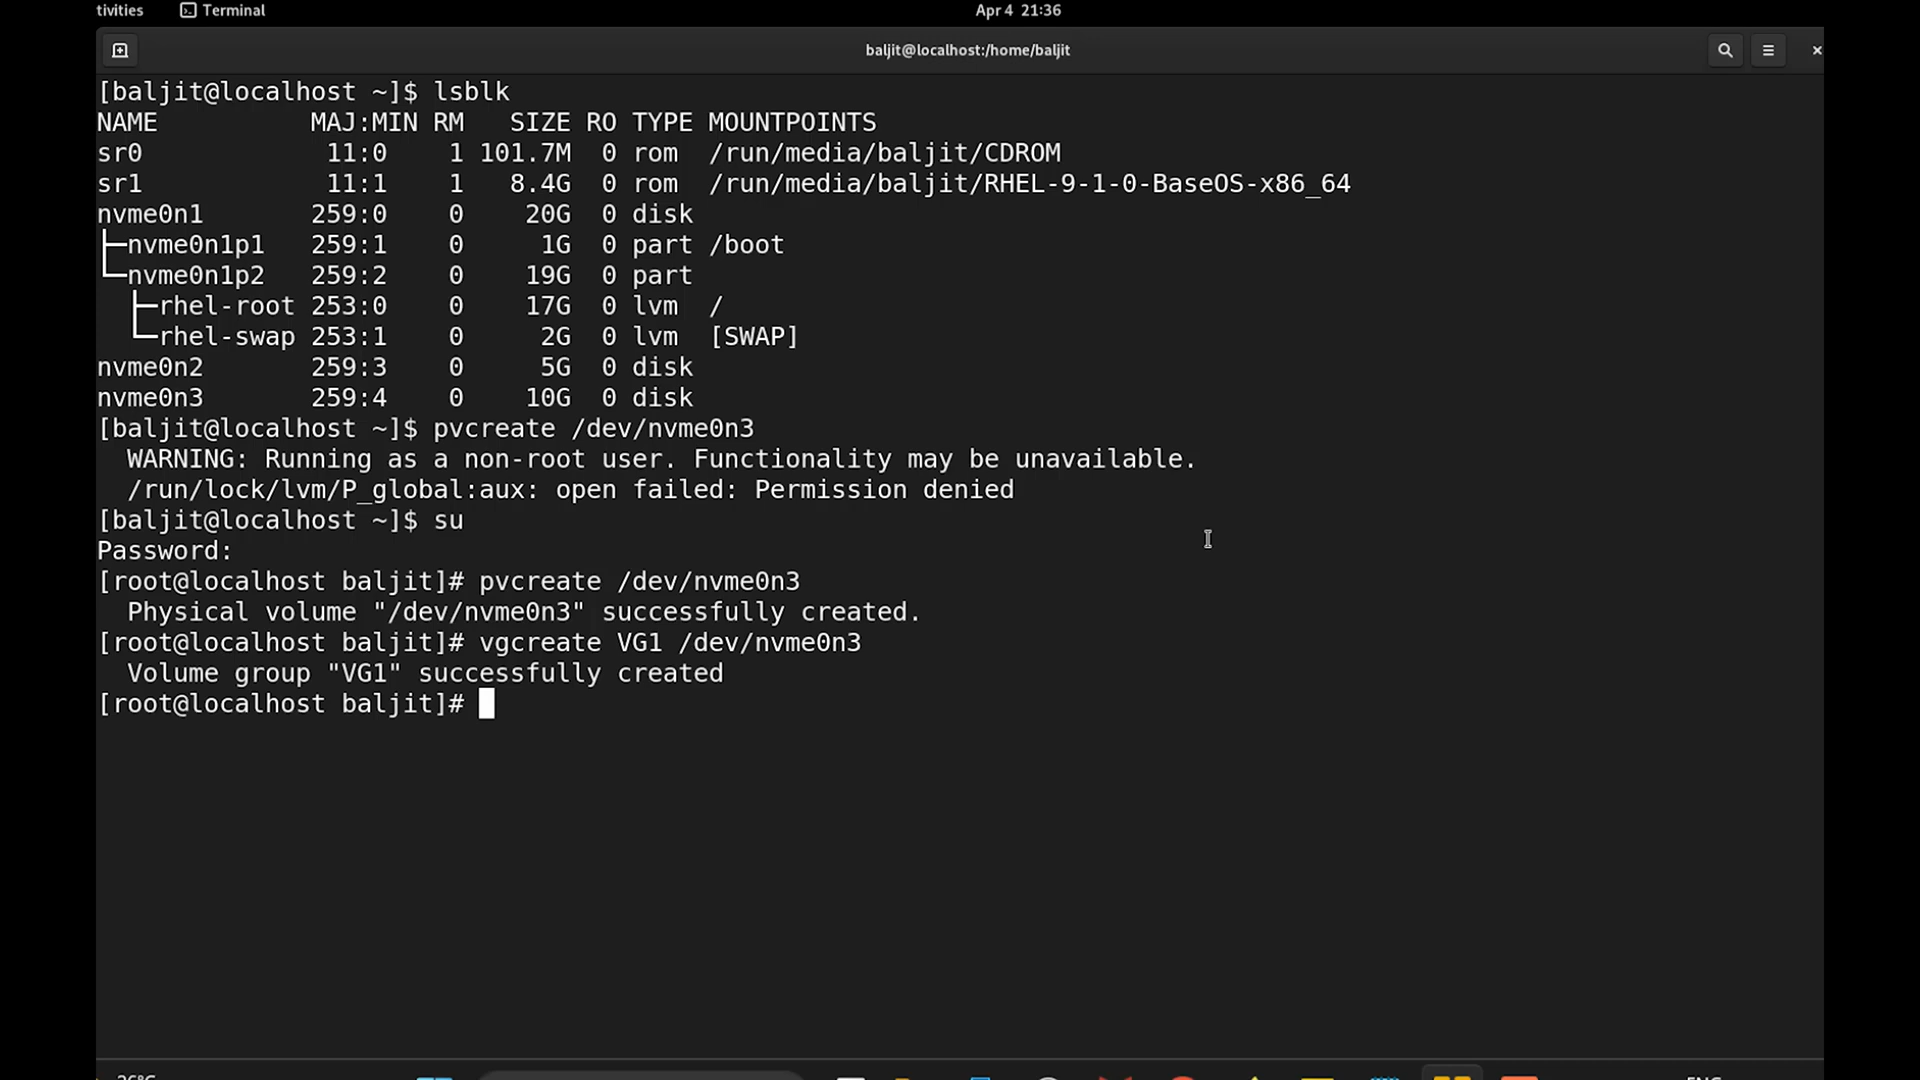 tivities Terminal Apr 4 21:36
baljit@localhost:/home/baljit
[baljit@localhost ~]$ lsblk
NAME MAJ:MIN RM SIZE RO TYPE MOUNTPOINTS
sr0 11:0 1 101.7M 0 rom /run/media/baljit/CDROM
sr1 11:1 1 8.4G 0 rom /run/media/baljit/RHEL-9-1-0-BaseOS-x86_64
nvme0n1 259:0 0 20G 0 disk
├─nvme0n1p1 259:1 0 1G 0 part /boot
└─nvme0n1p2 259:2 0 19G 0 part
├─rhel-root 253:0 0 17G 0 lvm /
└─rhel-swap 253:1 0 2G 0 lvm [SWAP]
nvme0n2 259:3 0 5G 0 disk
nvme0n3 259:4 0 10G 0 disk
[baljit@localhost ~]$ pvcreate /dev/nvme0n3
WARNING: Running as a non-root user. Functionality may be unavailable.
/run/lock/lvm/P_global:aux: open failed: Permission denied
[baljit@localhost ~]$ su
Password:
[root@localhost baljit]# pvcreate /dev/nvme0n3
Physical volume "/dev/nvme0n3" successfully created.
[root@localhost baljit]# vgcreate VG1 /dev/nvme0n3
Volume group "VG1" successfully created
[root@localhost baljit]#